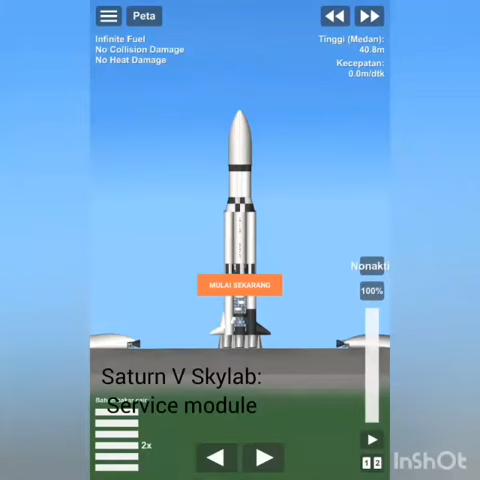 Peta
Infinite Fuel
No Collision Damage
No Heat Damage
Tinggi (Medan):
40.8m
Kecepatan:
0.0m/dtk
Nonakti
100%
MULAI SEKARANG
Saturn V Skylab:
Service module
2x
1 2
InShOt